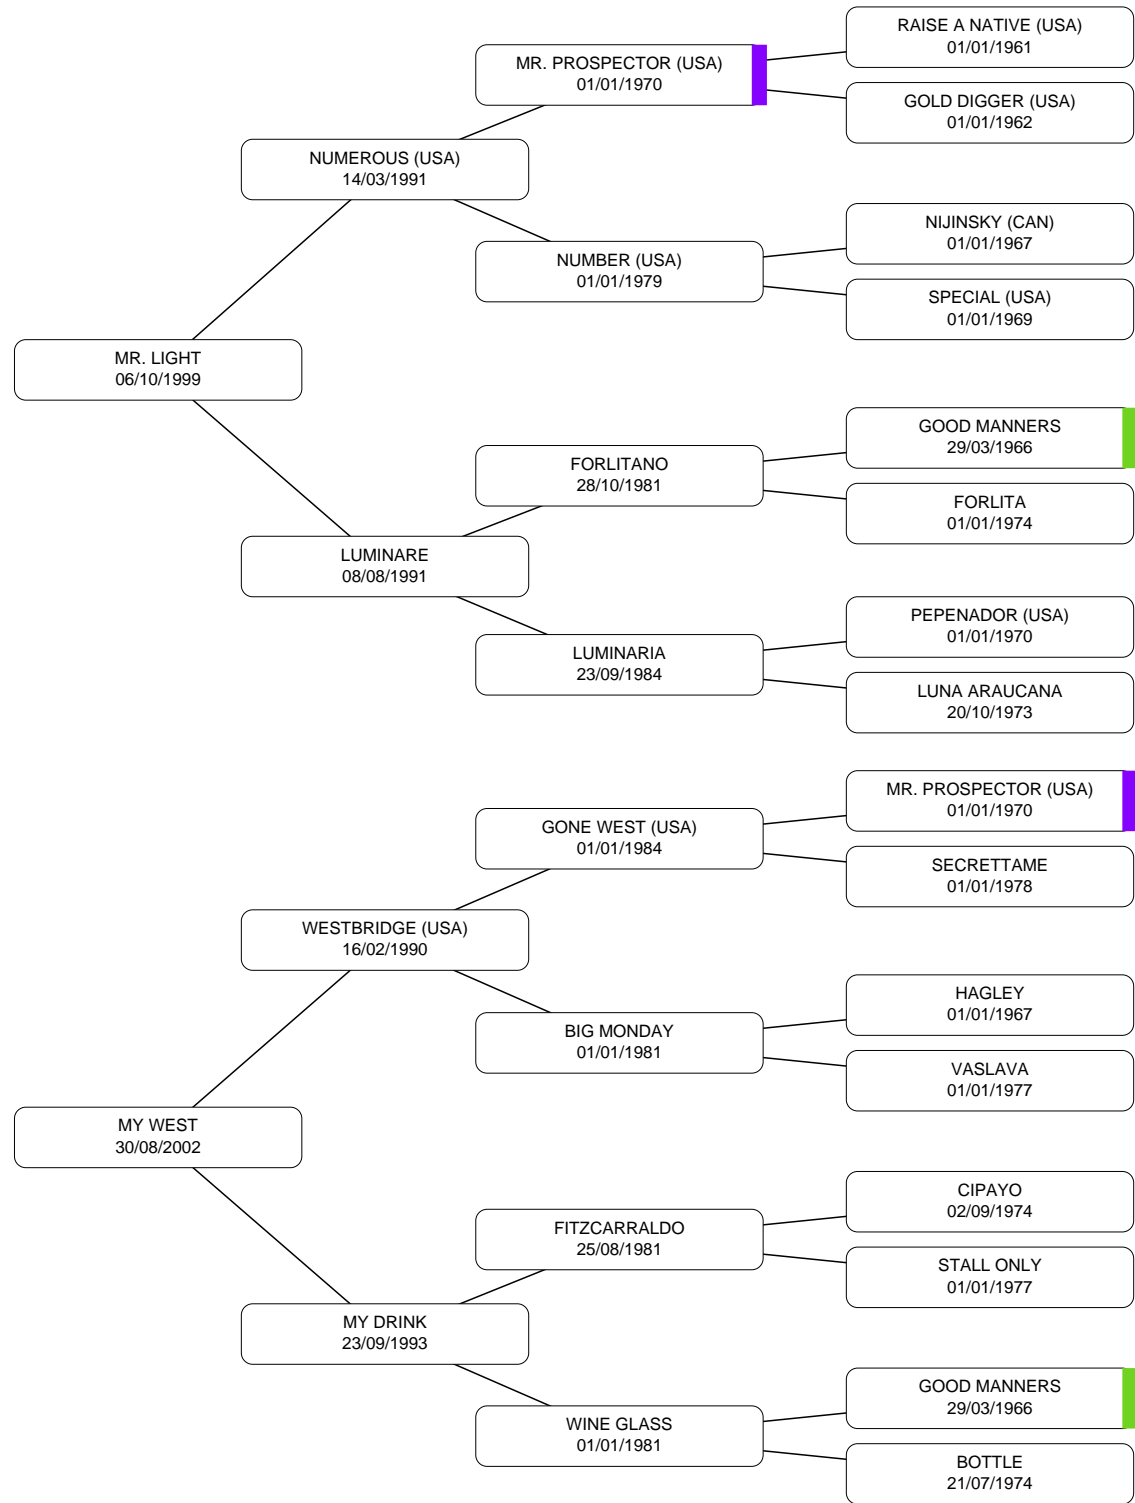 RAISE A NATIVE (USA)
01/01/1961
MR. PROSPECTOR (USA)
01/01/1970
GOLD DIGGER (USA)
01/01/1962
NUMEROUS (USA)
14/03/1991
NIJINSKY (CAN)
01/01/1967
NUMBER (USA)
01/01/1979
SPECIAL (USA)
01/01/1969
MR. LIGHT
06/10/1999
GOOD MANNERS
29/03/1966
FORLITANO
28/10/1981
FORLITA
01/01/1974
LUMINARE
08/08/1991
PEPENADOR (USA)
01/01/1970
LUMINARIA
23/09/1984
LUNA ARAUCANA
20/10/1973
MR. PROSPECTOR (USA)
01/01/1970
GONE WEST (USA)
01/01/1984
SECRETTAME
01/01/1978
WESTBRIDGE (USA)
16/02/1990
HAGLEY
01/01/1967
BIG MONDAY
01/01/1981
VASLAVA
01/01/1977
MY WEST
30/08/2002
CIPAYO
02/09/1974
FITZCARRALDO
25/08/1981
STALL ONLY
01/01/1977
MY DRINK
23/09/1993
GOOD MANNERS
29/03/1966
WINE GLASS
01/01/1981
BOTTLE
21/07/1974